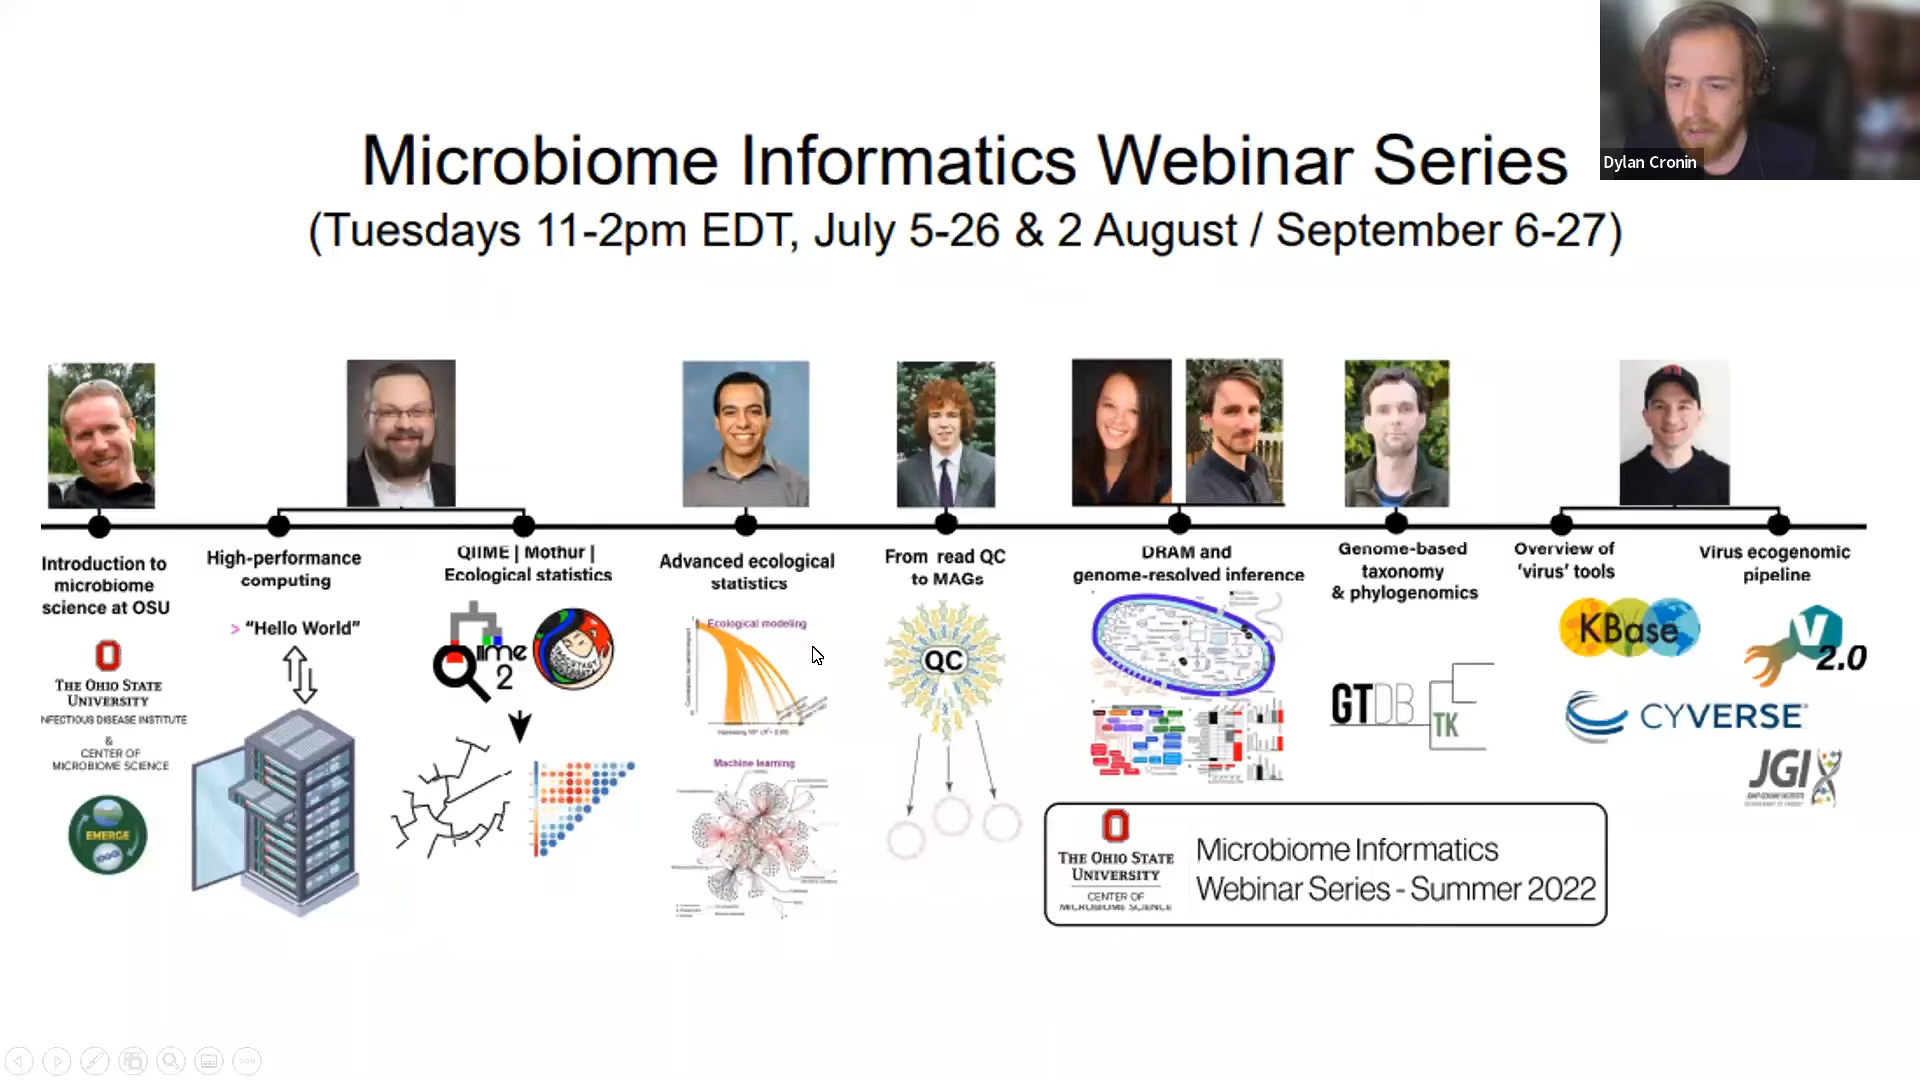 Dylan Cronin
Microbiome Informatics Webinar Series
(Tuesdays 11-2pm EDT, July 5-26 & 2 August / September 6-27)
Introduction to
microbiome
science at OSU
THE OHIO STATE
UNIVERSITY
NFECTIOUS DISEASE INSTITUTE
&
CENTER OF
MICROBIOME SCIENCE
EMERGE
High-performance
computing
> “Hello World”
QIIME | Mothur |
Ecological statistics
QIIME
2
Advanced ecological
statistics
Ecological modeling
Machine learning
From read QC
to MAGs
QC
DRAM and
genome-resolved inference
Genome-based
taxonomy
& phylogenomics
GTDB
TK
Overview of
‘virus’ tools
KBase
CYVERSE
Virus ecogenomic
pipeline
V
2.0
JGI
THE OHIO STATE
UNIVERSITY
CENTER OF
MICROBIOME SCIENCE
Microbiome Informatics
Webinar Series - Summer 2022